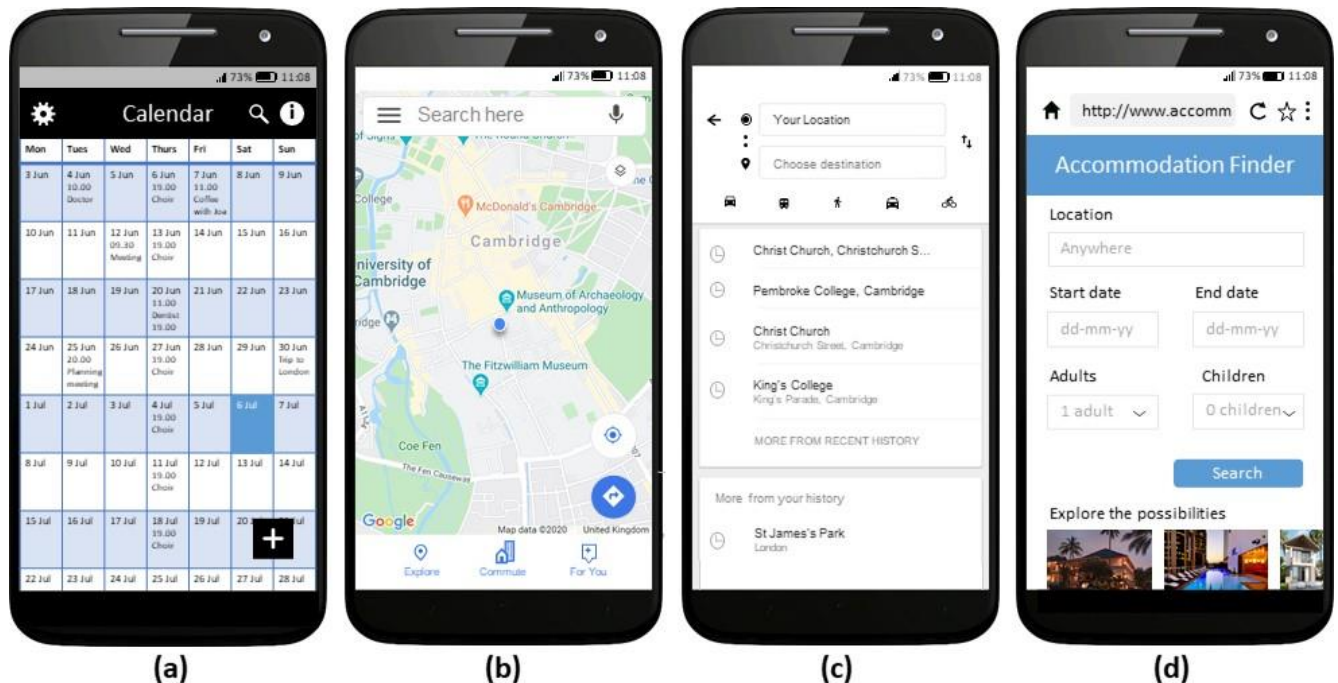 73% 11:08
Calendar
Mon Tues Wed Thurs Fri Sat Sun
3 Jun 4 Jun 5 Jun 6 Jun 7 Jun 8 Jun 9 Jun
10.00 19.00 11.00
Doctor Choir Coffee
with Joe
10 Jun 11 Jun 12 Jun 13 Jun 14 Jun 15 Jun 16 Jun
09.30 19.00
Meeting Choir
17 Jun 18 Jun 19 Jun 20 Jun 21 Jun 22 Jun 23 Jun
11.00
Dentist
19.00
24 Jun 25 Jun 26 Jun 27 Jun 28 Jun 29 Jun 30 Jun
20.00 19.00 Trip to
Planning Choir London
meeting
1 Jul 2 Jul 3 Jul 4 Jul 5 Jul 6 Jul 7 Jul
19.00
Choir
8 Jul 9 Jul 10 Jul 11 Jul 12 Jul 13 Jul 14 Jul
19.00
Choir
15 Jul 16 Jul 17 Jul 18 Jul 19 Jul 20 Jul
19.00
Choir
22 Jul 23 Jul 24 Jul 25 Jul 26 Jul 27 Jul 28 Jul
(a)
73% 11:08
Search here
The Round Church
College
McDonald's Cambridge
Cambridge
niversity of
Cambridge
Museum of Archaeology
and Anthropology
ridge
The Fitzwilliam Museum
Coe Fen
The Fen Causeway
Google
Map data ©2020 United Kingdom
Explore Commute For You
(b)
73% 11:08
Your Location
Choose destination
Christ Church, Christchurch S...
Pembroke College, Cambridge
Christ Church
Christchurch Street, Cambridge
King's College
King's Parade, Cambridge
MORE FROM RECENT HISTORY
More from your history
St James's Park
London
(c)
73% 11:08
http://www.accomm
Accommodation Finder
Location
Anywhere
Start date End date
dd-mm-yy dd-mm-yy
Adults Children
1 adult 0 children
Search
Explore the possibilities
(d)